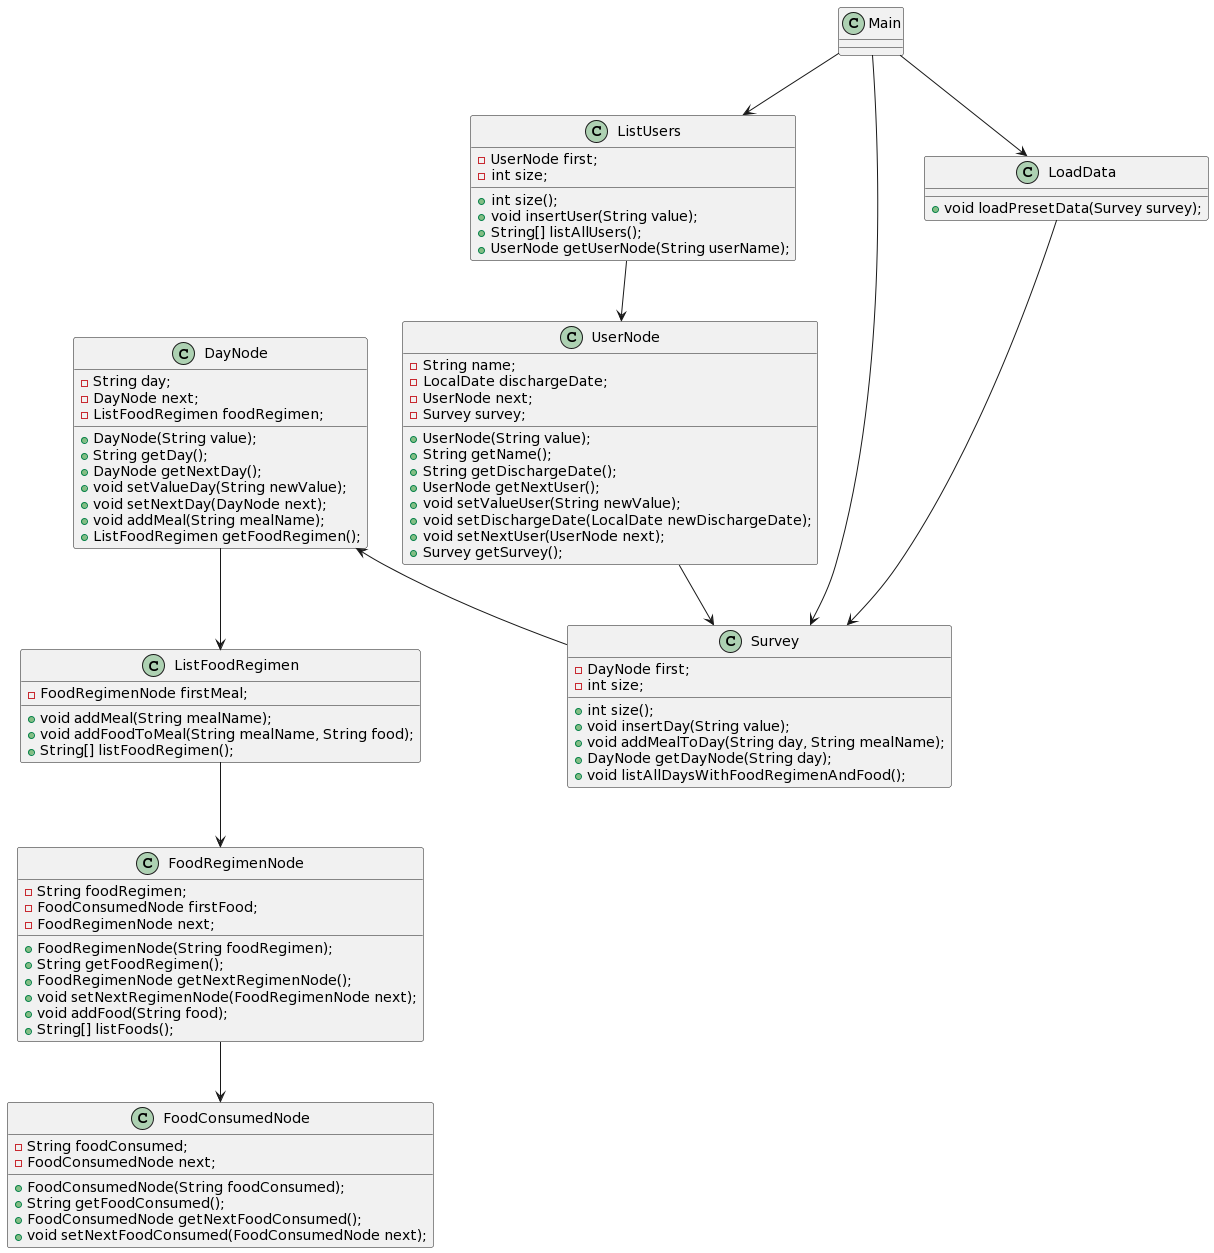 C Main
C ListUsers
UserNode first;
int size;
int size();
void insertUser(String value);
String[] listAllUsers();
UserNode getUserNode(String userName);
C LoadData
void loadPresetData(Survey survey);
C DayNode
String day;
DayNode next;
ListFoodRegimen foodRegimen;
DayNode(String value);
String getDay();
DayNode getNextDay();
void setValueDay(String newValue);
void setNextDay(DayNode next);
void addMeal(String mealName);
ListFoodRegimen getFoodRegimen();
C UserNode
String name;
LocalDate dischargeDate;
UserNode next;
Survey survey;
UserNode(String value);
String getName();
String getDischargeDate();
UserNode getNextUser();
void setValueUser(String newValue);
void setDischargeDate(LocalDate newDischargeDate);
void setNextUser(UserNode next);
Survey getSurvey();
C ListFoodRegimen
FoodRegimenNode firstMeal;
void addMeal(String mealName);
void addFoodToMeal(String mealName, String food);
String[] listFoodRegimen();
C Survey
DayNode first;
int size;
int size();
void insertDay(String value);
void addMealToDay(String day, String mealName);
DayNode getDayNode(String day);
void listAllDaysWithFoodRegimenAndFood();
C FoodRegimenNode
String foodRegimen;
FoodConsumedNode firstFood;
FoodRegimenNode next;
FoodRegimenNode(String foodRegimen);
String getFoodRegimen();
FoodRegimenNode getNextRegimenNode();
void setNextRegimenNode(FoodRegimenNode next);
void addFood(String food);
String[] listFoods();
C FoodConsumedNode
String foodConsumed;
FoodConsumedNode next;
FoodConsumedNode(String foodConsumed);
String getFoodConsumed();
FoodConsumedNode getNextFoodConsumed();
void setNextFoodConsumed(FoodConsumedNode next);